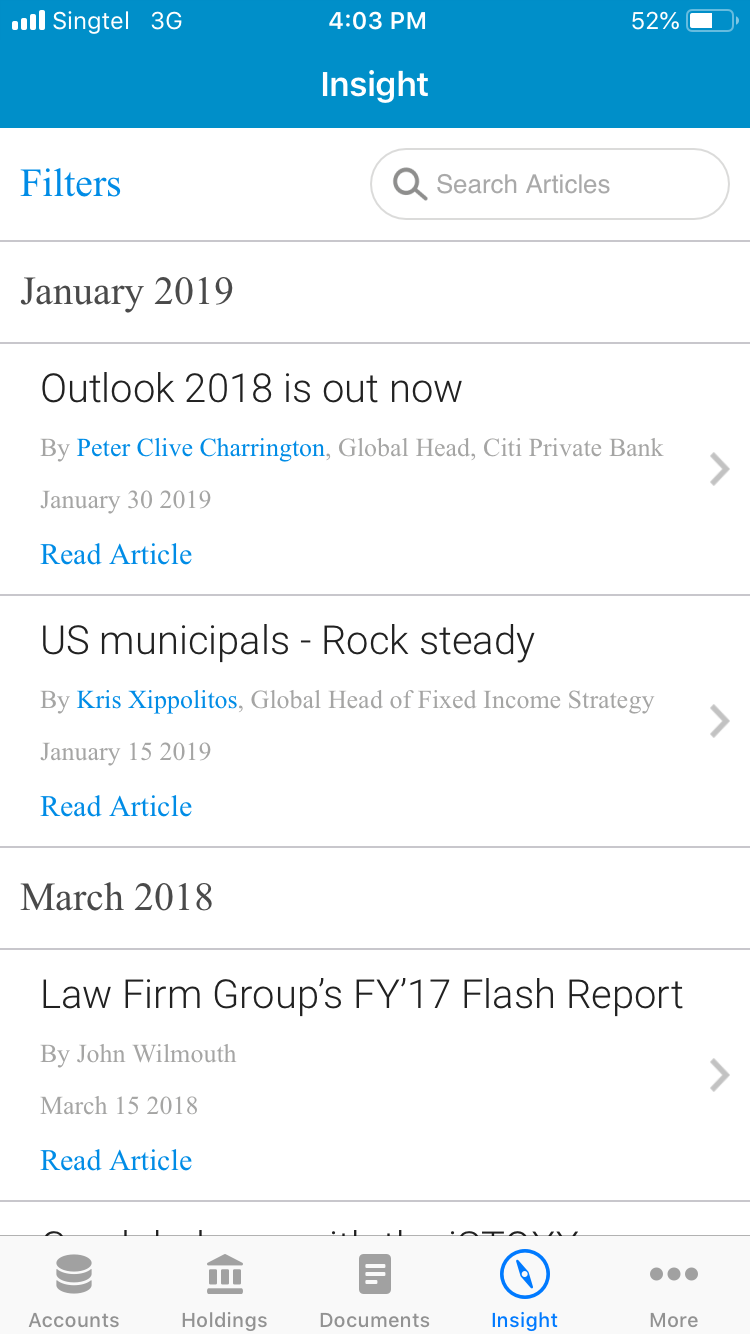 Singtel 3G 4:03 PM 52%
Insight
Filters Search Articles
January 2019
Outlook 2018 is out now
By Peter Clive Charrington, Global Head, Citi Private Bank
January 30 2019
Read Article
US municipals - Rock steady
By Kris Xippolitos, Global Head of Fixed Income Strategy
January 15 2019
Read Article
March 2018
Law Firm Group’s FY’17 Flash Report
By John Wilmouth
March 15 2018
Read Article
Accounts Holdings Documents Insight More